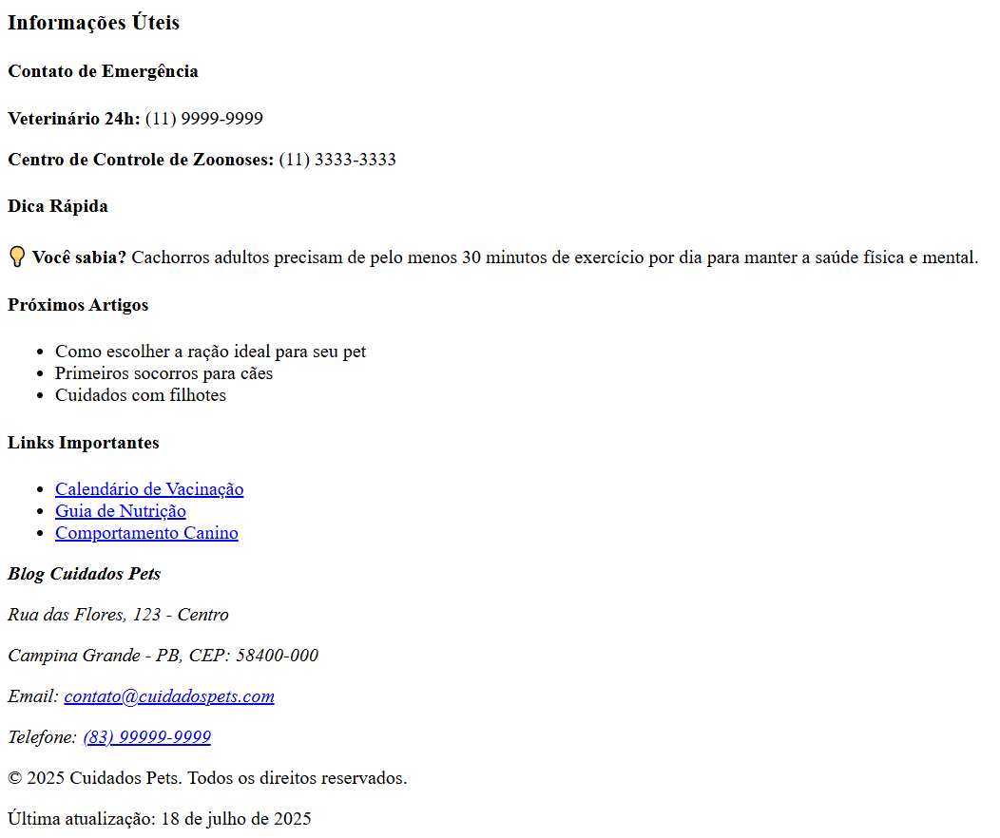 Informações Úteis
Contato de Emergência
Veterinário 24h: (11) 9999-9999
Centro de Controle de Zoonoses: (11) 3333-3333
Dica Rápida
💡 Você sabia? Cachorros adultos precisam de pelo menos 30 minutos de exercício por dia para manter a saúde física e mental.
Próximos Artigos
• Como escolher a ração ideal para seu pet
• Primeiros socorros para cães
• Cuidados com filhotes
Links Importantes
• Calendário de Vacinação
• Guia de Nutrição
• Comportamento Canino
Blog Cuidados Pets
Rua das Flores, 123 - Centro
Campina Grande - PB, CEP: 58400-000
Email: contato@cuidadospets.com
Telefone: (83) 99999-9999
© 2025 Cuidados Pets. Todos os direitos reservados.
Última atualização: 18 de julho de 2025